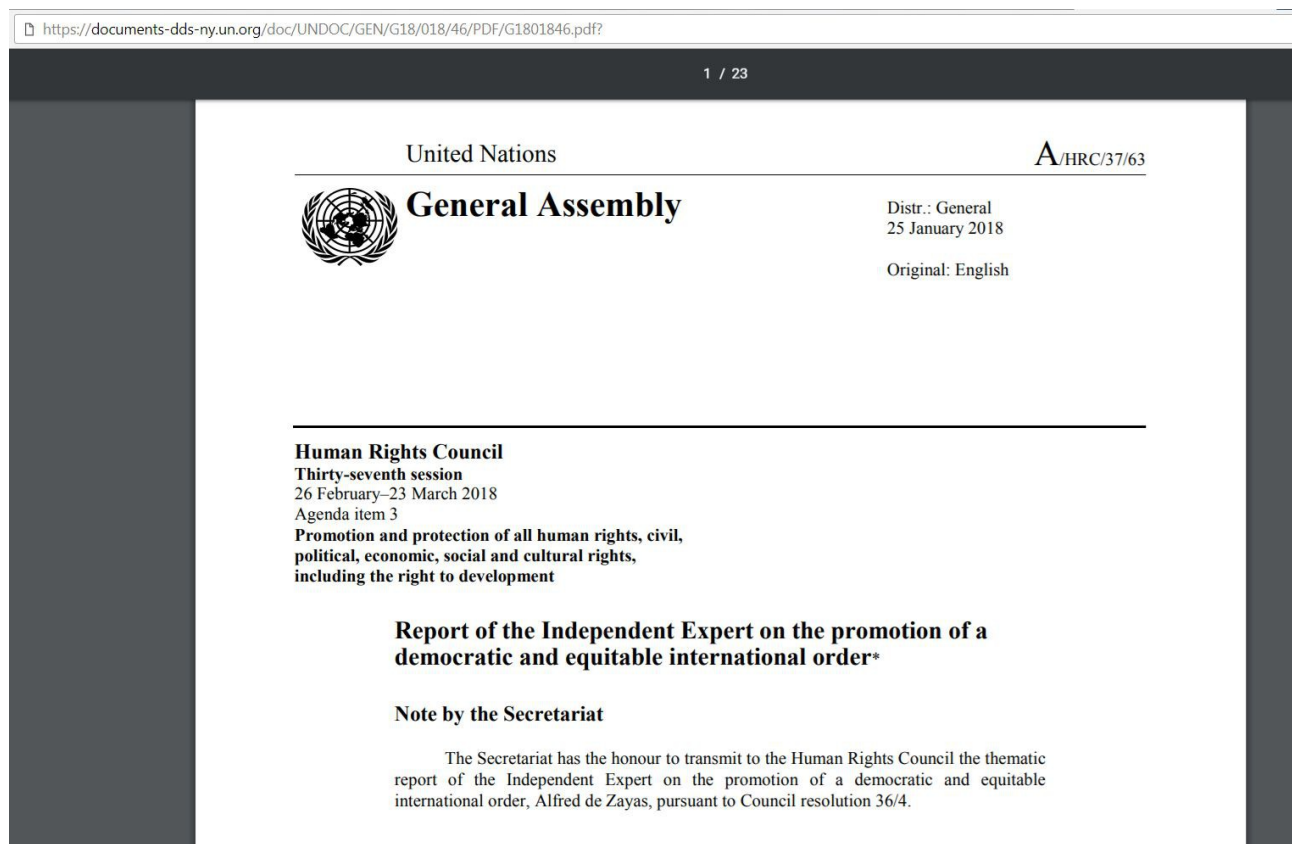 https://documents-dds-ny.un.org/doc/UNDOC/GEN/G18/018/46/PDF/G1801846.pdf?
1 / 23
United Nations
A/HRC/37/63
General Assembly
Distr.: General
25 January 2018
Original: English
Human Rights Council
Thirty-seventh session
26 February–23 March 2018
Agenda item 3
Promotion and protection of all human rights, civil,
political, economic, social and cultural rights,
including the right to development
Report of the Independent Expert on the promotion of a
democratic and equitable international order*
Note by the Secretariat
The Secretariat has the honour to transmit to the Human Rights Council the thematic
report of the Independent Expert on the promotion of a democratic and equitable
international order, Alfred de Zayas, pursuant to Council resolution 36/4.